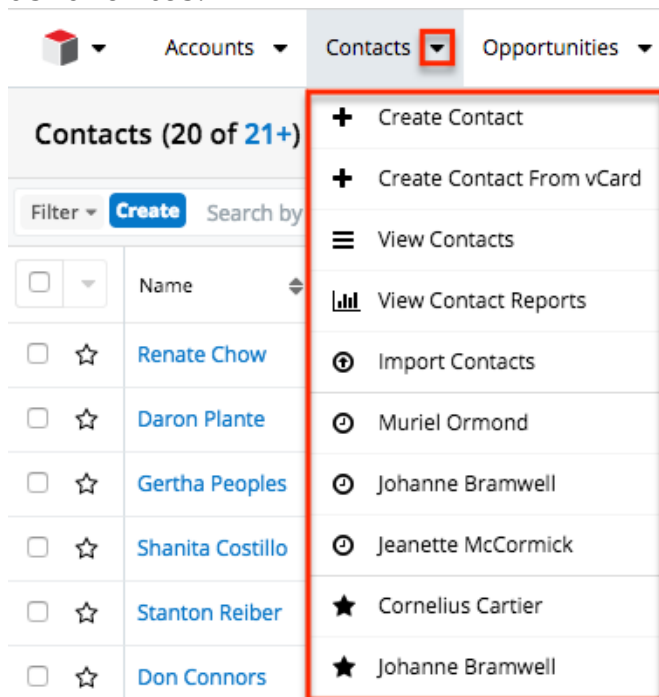 Accounts Contacts Opportunities
Contacts (20 of 21+)
Filter Create Search by
Name
Renate Chow
Daron Plante
Gertha Peoples
Shanita Costillo
Stanton Reiber
Don Connors
Create Contact
Create Contact From vCard
View Contacts
View Contact Reports
Import Contacts
Muriel Ormond
Johanne Bramwell
Jeanette McCormick
Cornelius Cartier
Johanne Bramwell